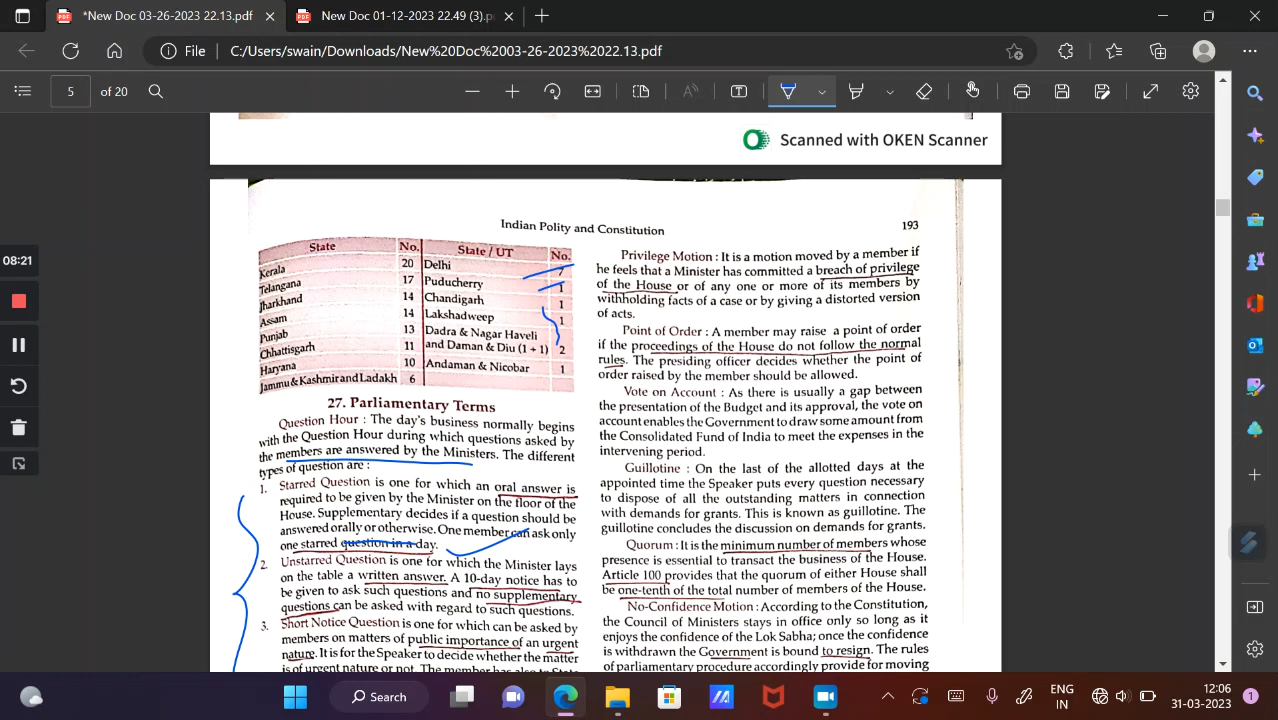 *New Doc 03-26-2023 22.13.pdf
New Doc 01-12-2023 22.49 (3).p
File C:/Users/swain/Downloads/New%20Doc%2003-26-2023%2022.13.pdf
5 of 20
Scanned with OKEN Scanner
Indian Polity and Constitution 193
State No. State / UT No.
Kerala 20 Delhi 7
Telangana 17 Puducherry 1
Jharkhand 14 Chandigarh 1
Assam 14 Lakshadweep 1
Punjab 13 Dadra & Nagar Haveli
Chhattisgarh 11 and Daman & Diu (1 + 1) 2
Haryana 10 Andaman & Nicobar 1
Jammu & Kashmir and Ladakh 6
27. Parliamentary Terms
Question Hour : The day's business normally begins
with the Question Hour during which questions asked by
the members are answered by the Ministers. The different
types of question are :
1. Starred Question is one for which an oral answer is
required to be given by the Minister on the floor of the
House. Supplementary decides if a question should be
answered orally or otherwise. One member can ask only
one starred question in a day.
2. Unstarred Question is one for which the Minister lays
on the table a written answer. A 10-day notice has to
be given to ask such questions and no supplementary
questions can be asked with regard to such questions.
3. Short Notice Question is one for which can be asked by
members on matters of public importance of an urgent
nature. It is for the Speaker to decide whether the matter
is of urgent nature or not. The member has also to State
Privilege Motion : It is a motion moved by a member if
he feels that a Minister has committed a breach of privilege
of the House or of any one or more of its members by
withholding facts of a case or by giving a distorted version
of acts.
Point of Order : A member may raise a point of order
if the proceedings of the House do not follow the normal
rules. The presiding officer decides whether the point of
order raised by the member should be allowed.
Vote on Account : As there is usually a gap between
the presentation of the Budget and its approval, the vote on
account enables the Government to draw some amount from
the Consolidated Fund of India to meet the expenses in the
intervening period.
Guillotine : On the last of the allotted days at the
appointed time the Speaker puts every question necessary
to dispose of all the outstanding matters in connection
with demands for grants. This is known as guillotine. The
guillotine concludes the discussion on demands for grants.
Quorum : It is the minimum number of members whose
presence is essential to transact the business of the House.
Article 100 provides that the quorum of either House shall
be one-tenth of the total number of members of the House.
No-Confidence Motion : According to the Constitution,
the Council of Ministers stays in office only so long as it
enjoys the confidence of the Lok Sabha; once the confidence
is withdrawn the Government is bound to resign. The rules
of parliamentary procedure accordingly provide for moving
08:21
Search
ENG
IN
12:06
31-03-2023
1